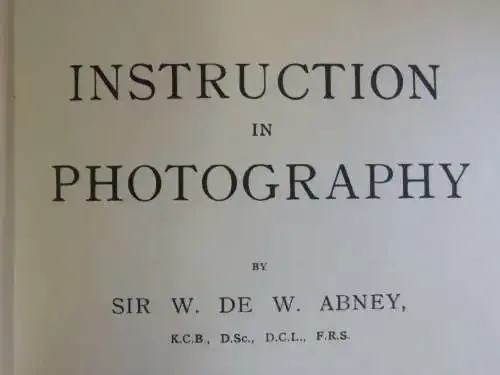 INSTRUCTION
IN
PHOTOGRAPHY
BY
SIR W. DE W. ABNEY,
K.C.B., D.Sc., D.C.L., F.R.S.